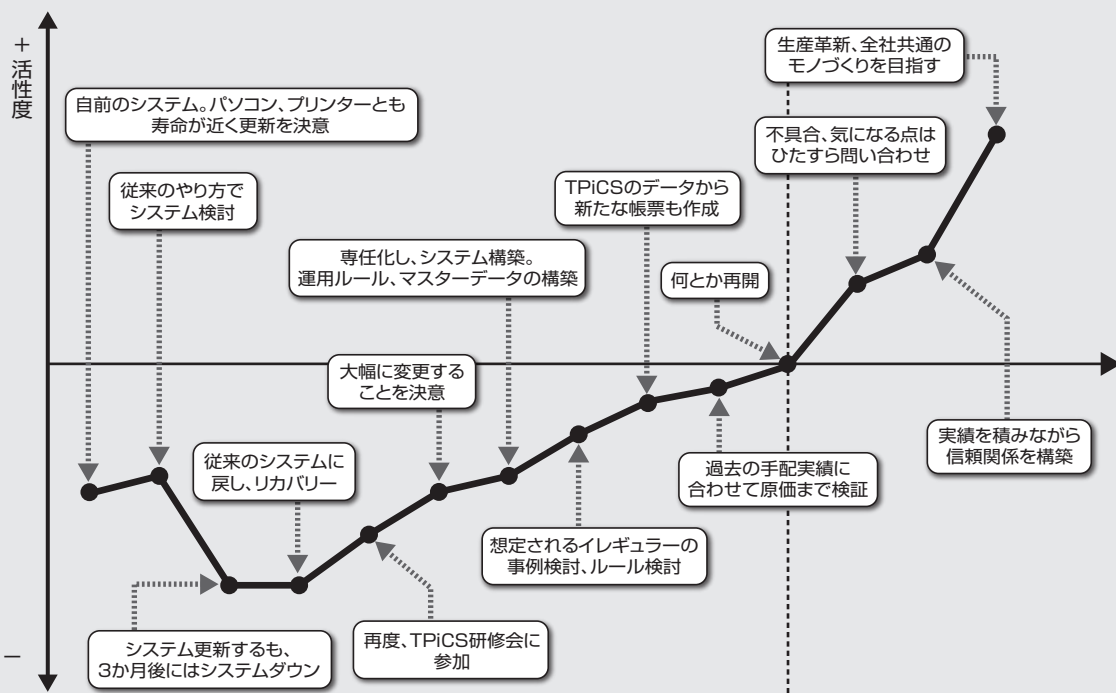 ＋
活性度
－
自前のシステム。パソコン、プリンターとも
寿命が近く更新を決意
従来のやり方で
システム検討
システム更新するも、
3か月後にはシステムダウン
従来のシステムに
戻し、リカバリー
再度、TPiCS研修会に
参加
大幅に変更する
ことを決意
専任化し、システム構築。
運用ルール、マスターデータの構築
想定されるイレギュラーの
事例検討、ルール検討
TPiCSのデータから
新たな帳票も作成
過去の手配実績に
合わせて原価まで検証
何とか再開
不具合、気になる点は
ひたすら問い合わせ
実績を積みながら
信頼関係を構築
生産革新、全社共通の
モノづくりを目指す